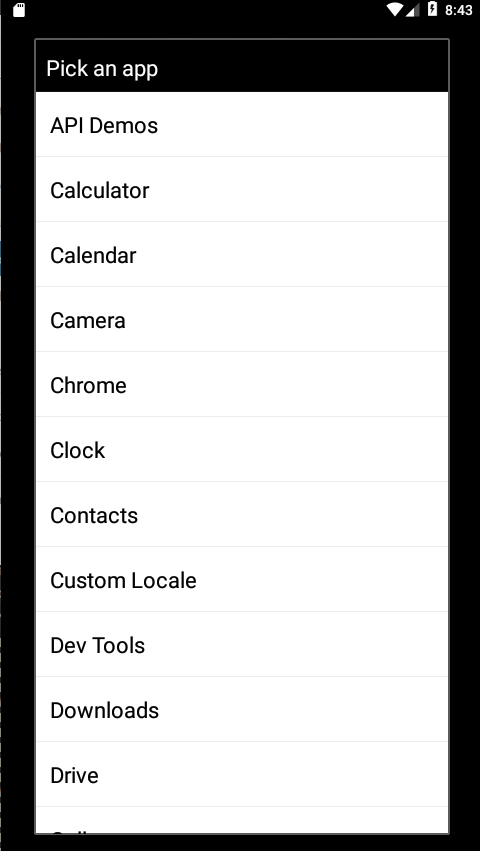 8:43
Pick an app
API Demos
Calculator
Calendar
Camera
Chrome
Clock
Contacts
Custom Locale
Dev Tools
Downloads
Drive